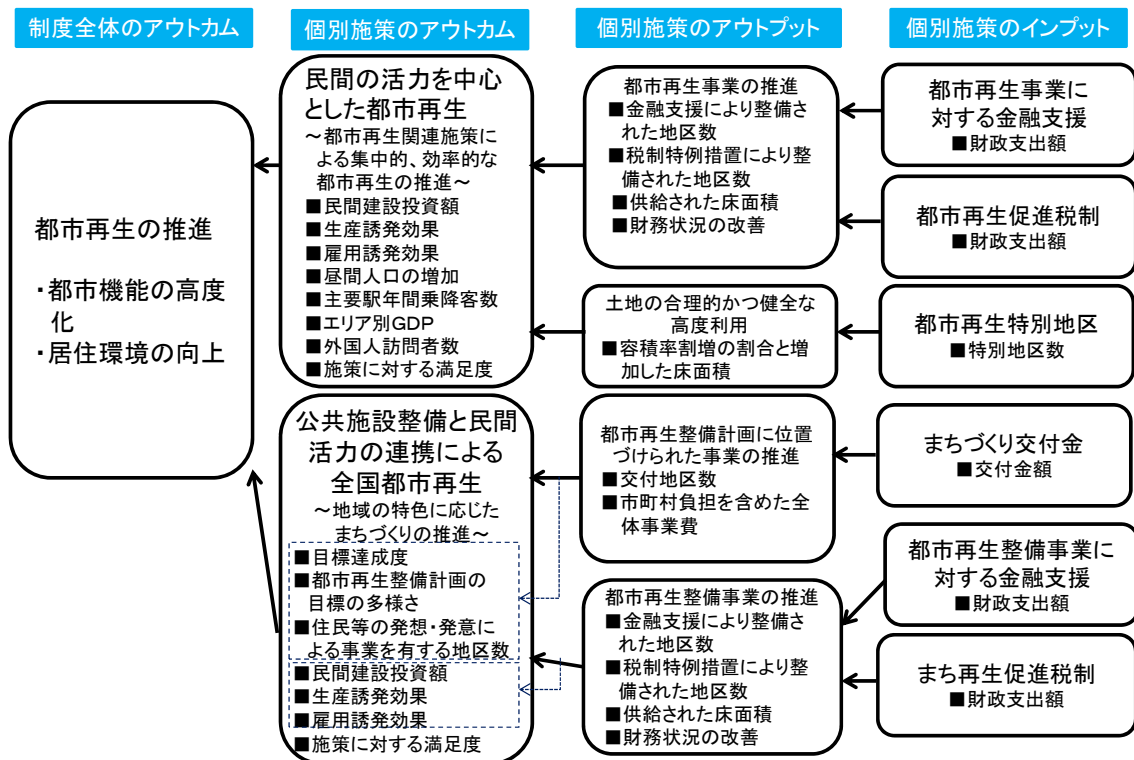 制度全体のアウトカム
個別施策のアウトカム
個別施策のアウトプット
個別施策のインプット
都市再生の推進
・都市機能の高度
化
・居住環境の向上
民間の活力を中心
とした都市再生
～都市再生関連施策に
よる集中的、効率的な
都市再生の推進～
■民間建設投資額
■生産誘発効果
■雇用誘発効果
■昼間人口の増加
■主要駅年間乗降客数
■エリア別GDP
■外国人訪問者数
■施策に対する満足度
公共施設整備と民間
活力の連携による
全国都市再生
～地域の特色に応じた
まちづくりの推進～
■目標達成度
■都市再生整備計画の
目標の多様さ
■住民等の発想・発意に
よる事業を有する地区数
■民間建設投資額
■生産誘発効果
■雇用誘発効果
■施策に対する満足度
都市再生事業の推進
■金融支援により整備さ
れた地区数
■税制特例措置により整
備された地区数
■供給された床面積
■財務状況の改善
土地の合理的かつ健全な
高度利用
■容積率割増の割合と増
加した床面積
都市再生整備計画に位置
づけられた事業の推進
■交付地区数
■市町村負担を含めた全
体事業費
都市再生整備事業の推進
■金融支援により整備さ
れた地区数
■税制特例措置により整
備された地区数
■供給された床面積
■財務状況の改善
都市再生事業に
対する金融支援
■財政支出額
都市再生促進税制
■財政支出額
都市再生特別地区
■特別地区数
まちづくり交付金
■交付金額
都市再生整備事業に
対する金融支援
■財政支出額
まち再生促進税制
■財政支出額